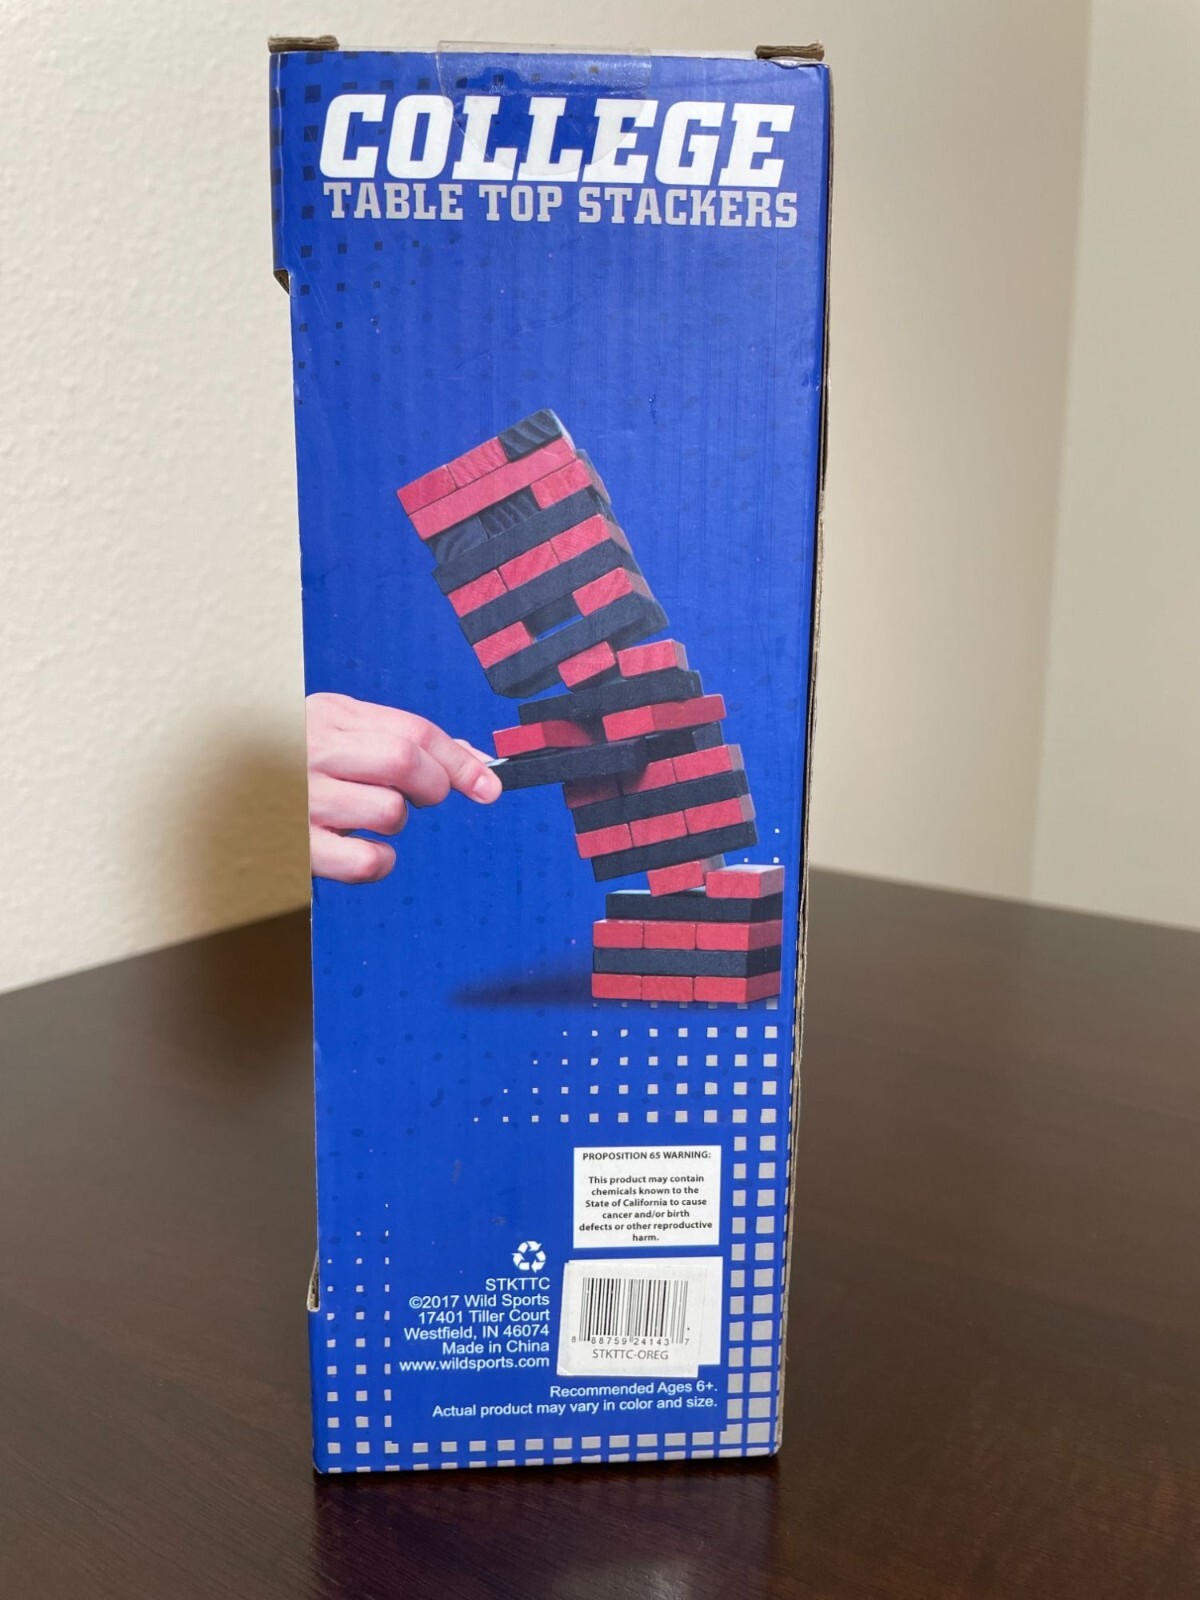 COLLEGE
TABLE TOP STACKERS
PROPOSITION 65 WARNING:
This product may contain
chemicals known to the
State of California to cause
cancer and/or birth
defects or other reproductive
harm.
STKTTC
©2017 Wild Sports
17401 Tiller Court
Westfield, IN 46074
Made in China
www.wildsports.com
8 88759 24143 7
STKTTC-OREG
Recommended Ages 6+.
Actual product may vary in color and size.